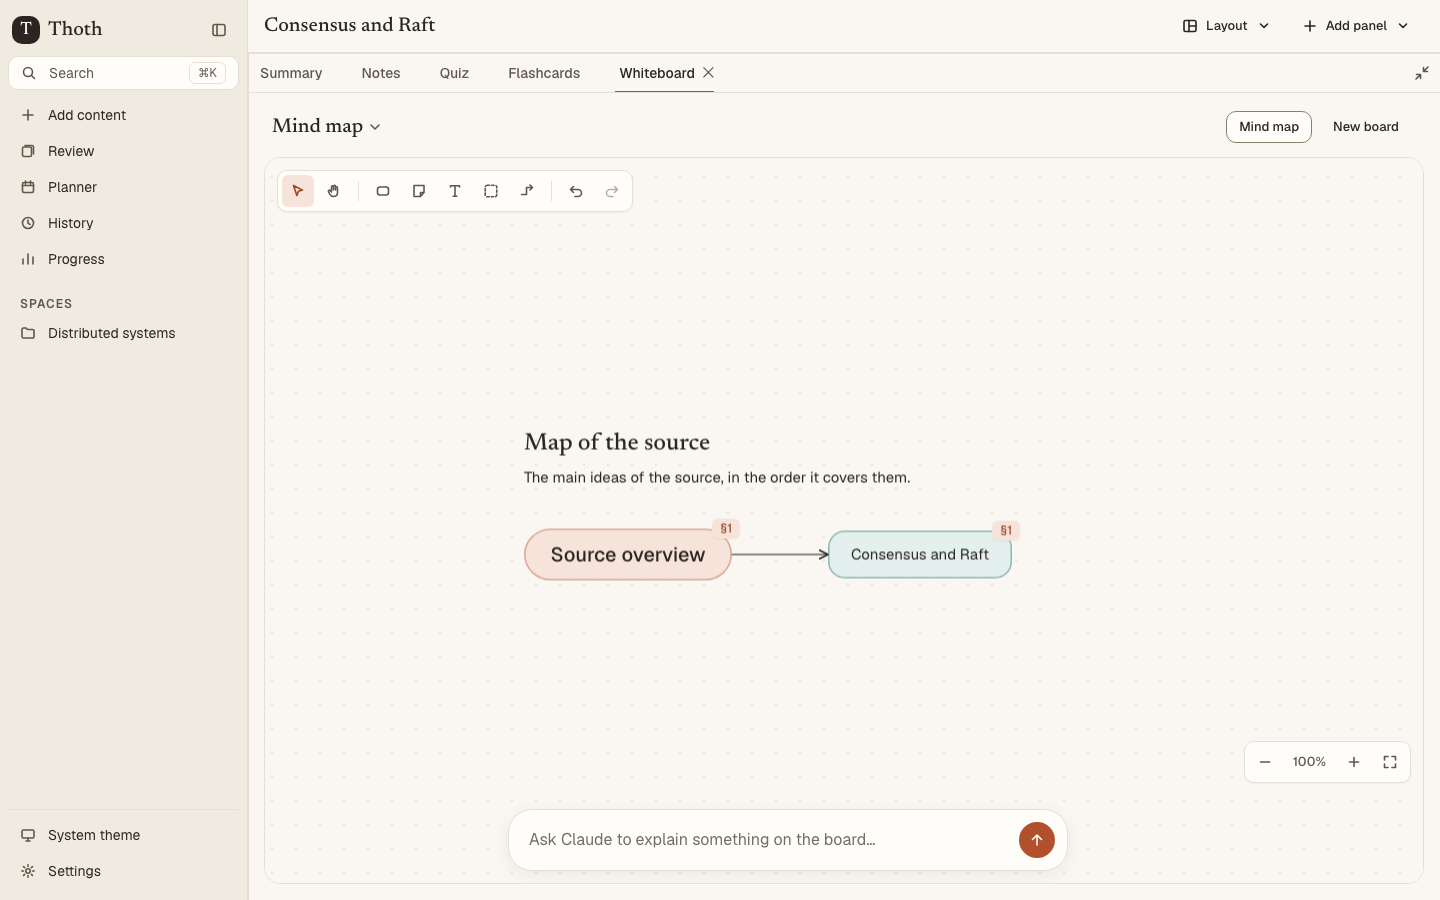 T Thoth
Consensus and Raft
Layout
Add panel
Search ⌘K
Summary
Notes
Quiz
Flashcards
Whiteboard
Add content
Review
Planner
History
Progress
SPACES
Distributed systems
Mind map
Mind map
New board
T
Map of the source
The main ideas of the source, in the order it covers them.
§1
Source overview
§1
Consensus and Raft
100%
Ask Claude to explain something on the board...
System theme
Settings